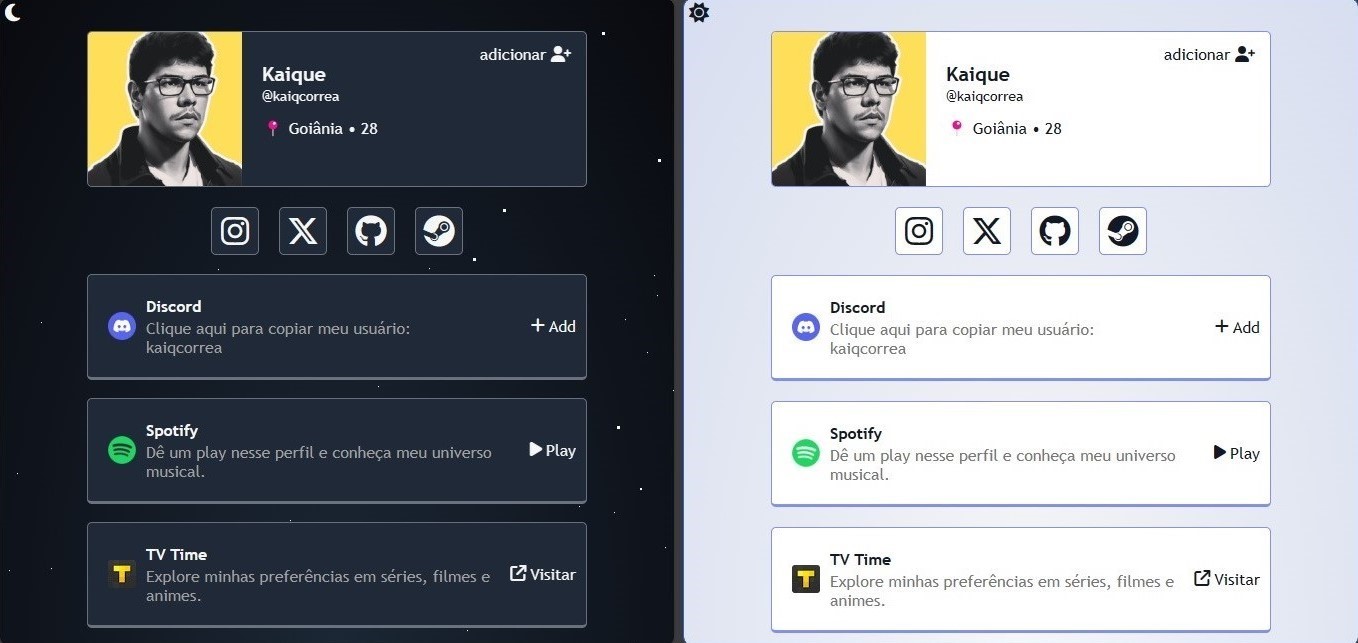 adicionar
Kaique
@kaiqcorrea
Goiânia • 28
Discord
Clique aqui para copiar meu usuário:
kaiqcorrea
+ Add
Spotify
Dê um play nesse perfil e conheça meu universo
musical.
Play
TV Time
Explore minhas preferências em séries, filmes e
animes.
Visitar
adicionar
Kaique
@kaiqcorrea
Goiânia • 28
Discord
Clique aqui para copiar meu usuário:
kaiqcorrea
+ Add
Spotify
Dê um play nesse perfil e conheça meu universo
musical.
Play
TV Time
Explore minhas preferências em séries, filmes e
animes.
Visitar